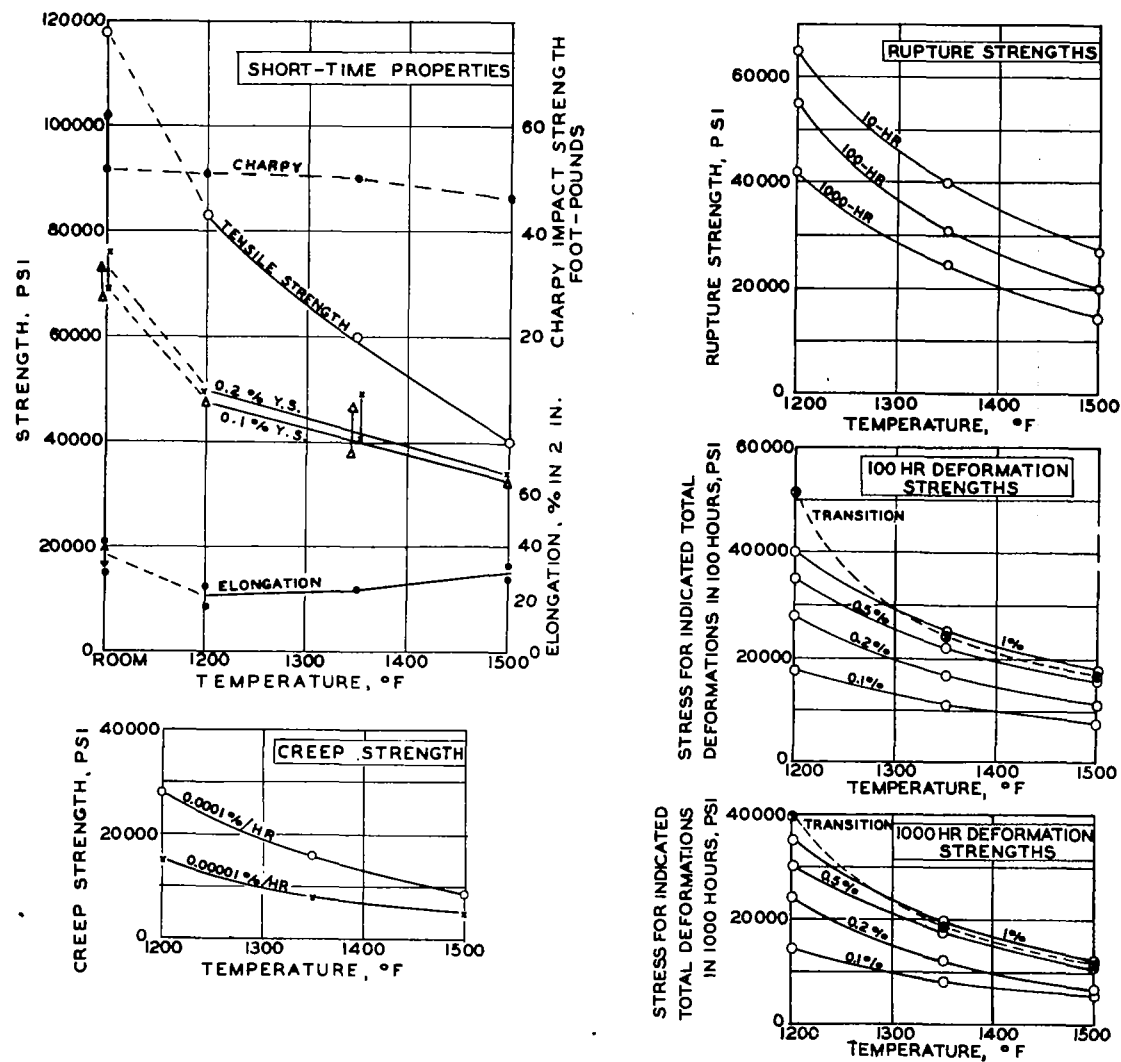 SHORT-TIME PROPERTIES
STRENGTH, PSI
120000
100000
80000
60000
40000
20000
0
CHARPY
TENSILE STRENGTH
0.2% Y.S.
0.1% Y.S.
ELONGATION
60
40
20
60
40
20
0
CHARPY IMPACT STRENGTH
FOOT-POUNDS
ELONGATION, % IN 2 IN.
ROOM 1200 1300 1400 1500
TEMPERATURE, °F
RUPTURE STRENGTHS
RUPTURE STRENGTH, PSI
60000
40000
20000
0
10-HR
100-HR
1000-HR
1200 1300 1400 1500
TEMPERATURE, °F
100 HR DEFORMATION
STRENGTHS
STRESS FOR INDICATED TOTAL
DEFORMATIONS IN 100 HOURS, PSI
60000
40000
20000
0
TRANSITION
0.5%
1%
0.2%
0.1%
1200 1300 1400 1500
TEMPERATURE, °F
CREEP STRENGTH
CREEP STRENGTH, PSI
40000
20000
0
0.0001%/HR
0.00001%/HR
1200 1300 1400 1500
TEMPERATURE, °F
1000 HR DEFORMATION
STRENGTHS
STRESS FOR INDICATED
TOTAL DEFORMATIONS
IN 1000 HOURS, PSI
40000
20000
0
TRANSITION
0.5%
1%
0.2%
0.1%
1200 1300 1400 1500
TEMPERATURE, °F